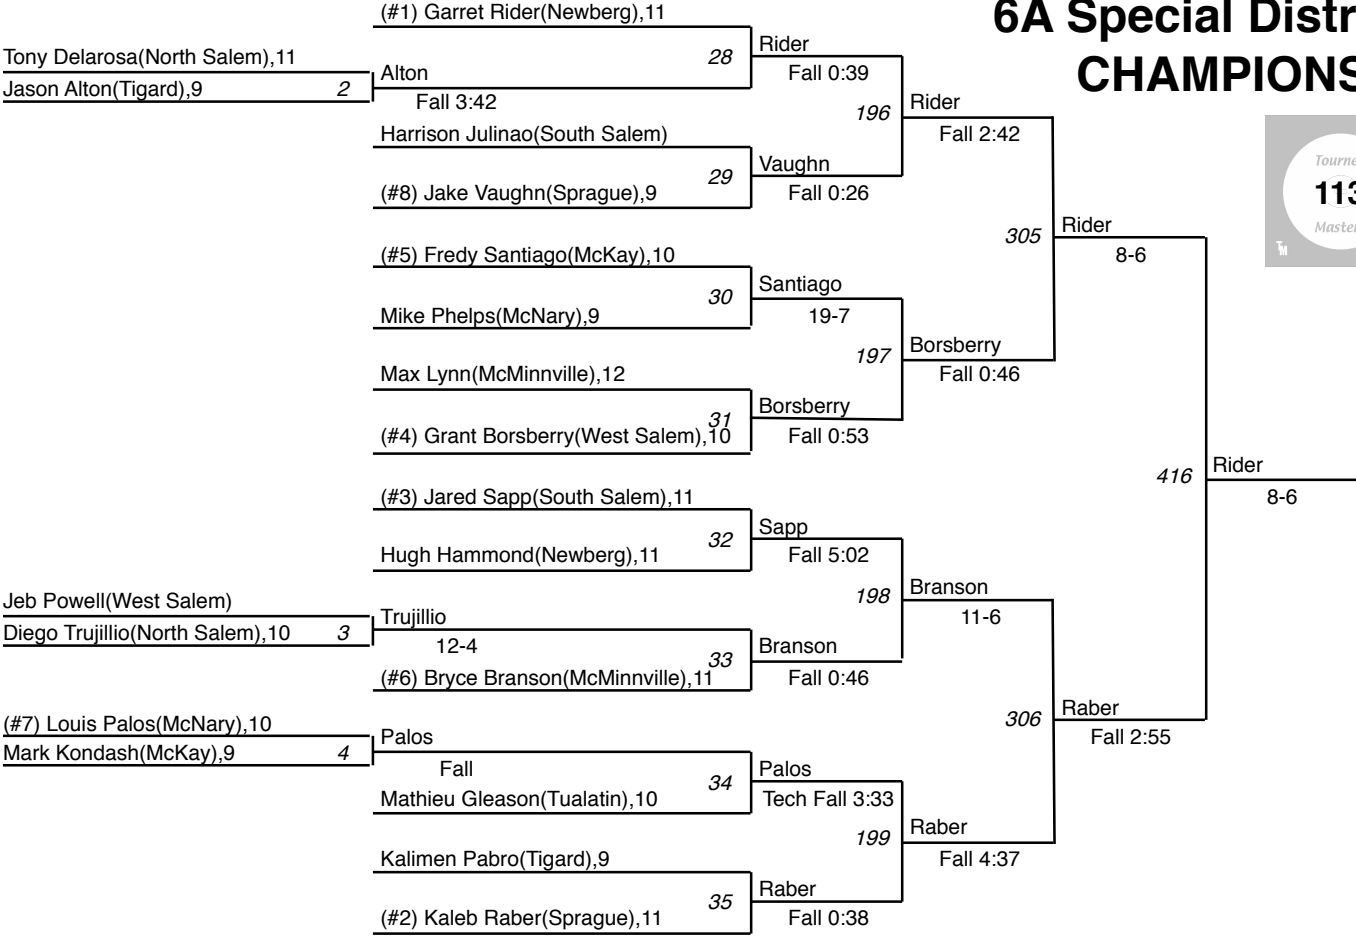 6A Special Distr
CHAMPIONS
Tourne
113
Master
TM
(#1) Garret Rider(Newberg),11
Tony Delarosa(North Salem),11
Jason Alton(Tigard),9
2
Alton
Fall 3:42
28
Rider
Fall 0:39
Harrison Julinao(South Salem)
(#8) Jake Vaughn(Sprague),9
29
Vaughn
Fall 0:26
196
Rider
Fall 2:42
(#5) Fredy Santiago(McKay),10
Mike Phelps(McNary),9
30
Santiago
19-7
Max Lynn(McMinnville),12
(#4) Grant Borsberry(West Salem),10
31
Borsberry
Fall 0:53
197
Borsberry
Fall 0:46
305
Rider
8-6
(#3) Jared Sapp(South Salem),11
Hugh Hammond(Newberg),11
32
Sapp
Fall 5:02
Jeb Powell(West Salem)
Diego Trujillio(North Salem),10
3
Trujillio
12-4
(#6) Bryce Branson(McMinnville),11
33
Branson
Fall 0:46
198
Branson
11-6
(#7) Louis Palos(McNary),10
Mark Kondash(McKay),9
4
Palos
Fall
Mathieu Gleason(Tualatin),10
34
Palos
Tech Fall 3:33
Kalimen Pabro(Tigard),9
(#2) Kaleb Raber(Sprague),11
35
Raber
Fall 0:38
199
Raber
Fall 4:37
306
Raber
Fall 2:55
416
Rider
8-6